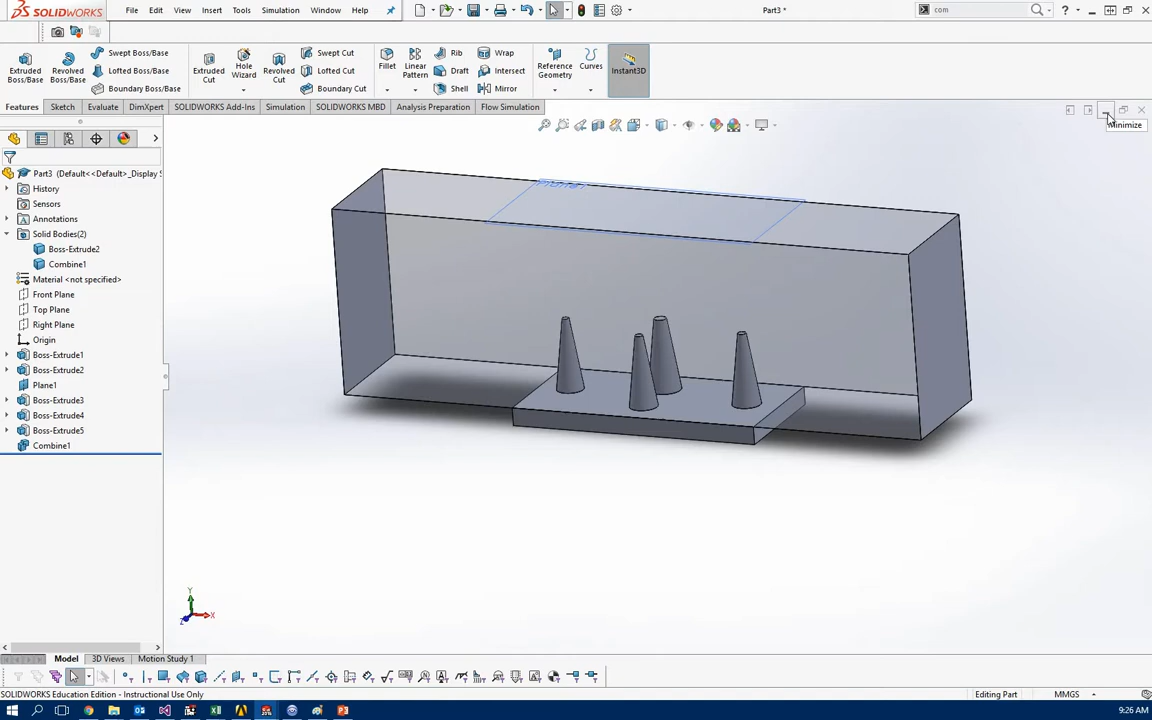 SOLIDWORKS
File Edit View Insert Tools Simulation Window Help
Part3 *
com
Extruded Boss/Base
Revolved Boss/Base
Swept Boss/Base
Lofted Boss/Base
Boundary Boss/Base
Extruded Cut
Hole Wizard
Revolved Cut
Swept Cut
Lofted Cut
Boundary Cut
Fillet
Linear Pattern
Rib
Draft
Shell
Wrap
Intersect
Mirror
Reference Geometry
Curves
Instant3D
Features Sketch Evaluate DimXpert SOLIDWORKS Add-Ins Simulation SOLIDWORKS MBD Analysis Preparation Flow Simulation
Minimize
Part3 (Default<<Default>_Display S
History
Sensors
Annotations
Solid Bodies(2)
Boss-Extrude2
Combine1
Material <not specified>
Front Plane
Top Plane
Right Plane
Origin
Boss-Extrude1
Boss-Extrude2
Plane1
Boss-Extrude3
Boss-Extrude4
Boss-Extrude5
Combine1
Plane1
Y
X
Z
Model 3D Views Motion Study 1
SOLIDWORKS Education Edition - Instructional Use Only
Editing Part
MMGS
9:26 AM